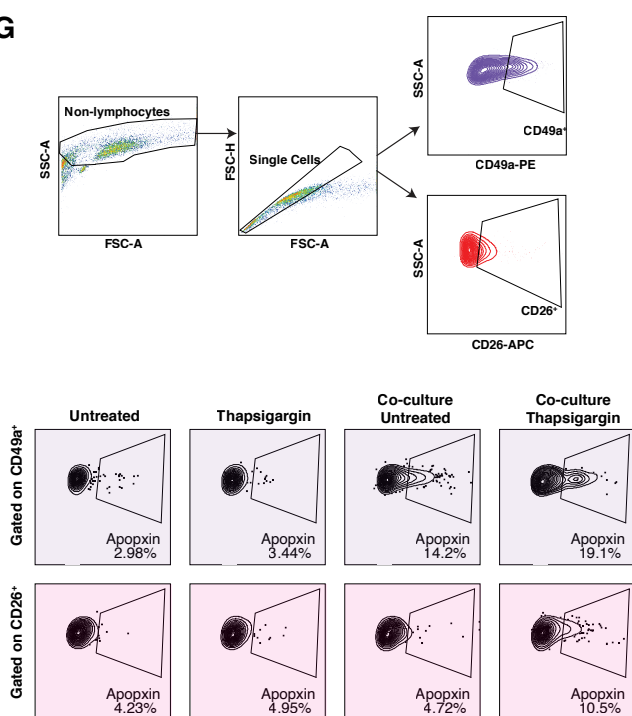 G
Non-lymphocytes
SSC-A
FSC-A
Single Cells
FSC-H
FSC-A
SSC-A
CD49a+
CD49a-PE
SSC-A
CD26+
CD26-APC
Untreated
Thapsigargin
Co-culture
Untreated
Co-culture
Thapsigargin
Gated on CD49a+
Apopxin
2.98%
Apopxin
3.44%
Apopxin
14.2%
Apopxin
19.1%
Gated on CD26+
Apopxin
4.23%
Apopxin
4.95%
Apopxin
4.72%
Apopxin
10.5%